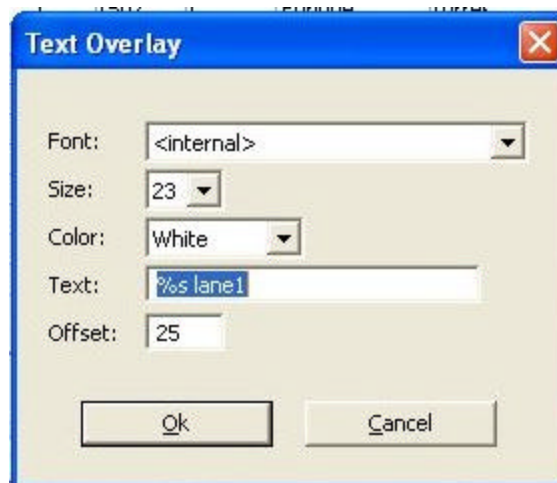 Text Overlay
Font: <internal>
Size: 23
Color: White
Text: %s lane1
Offset: 25
Ok Cancel